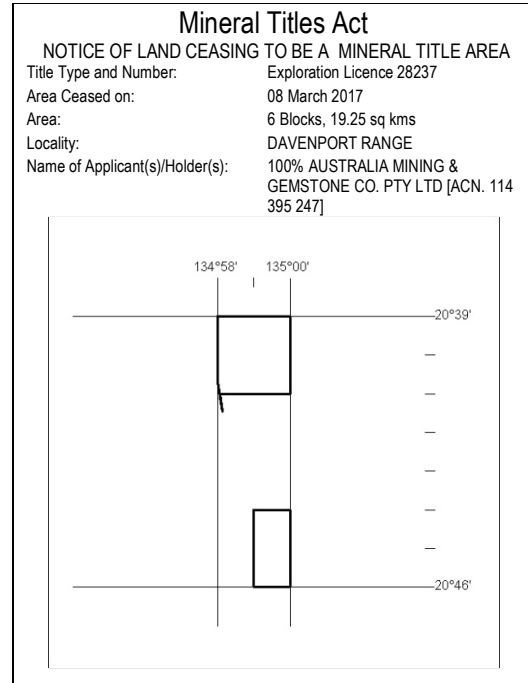 Mineral Titles Act
NOTICE OF LAND CEASING TO BE A MINERAL TITLE AREA
Title Type and Number: Exploration Licence 28237
Area Ceased on: 08 March 2017
Area: 6 Blocks, 19.25 sq kms
Locality: DAVENPORT RANGE
Name of Applicant(s)/Holder(s): 100% AUSTRALIA MINING &
GEMSTONE CO. PTY LTD [ACN. 114
395 247]
134°58' 135°00'
20°39'
20°46'